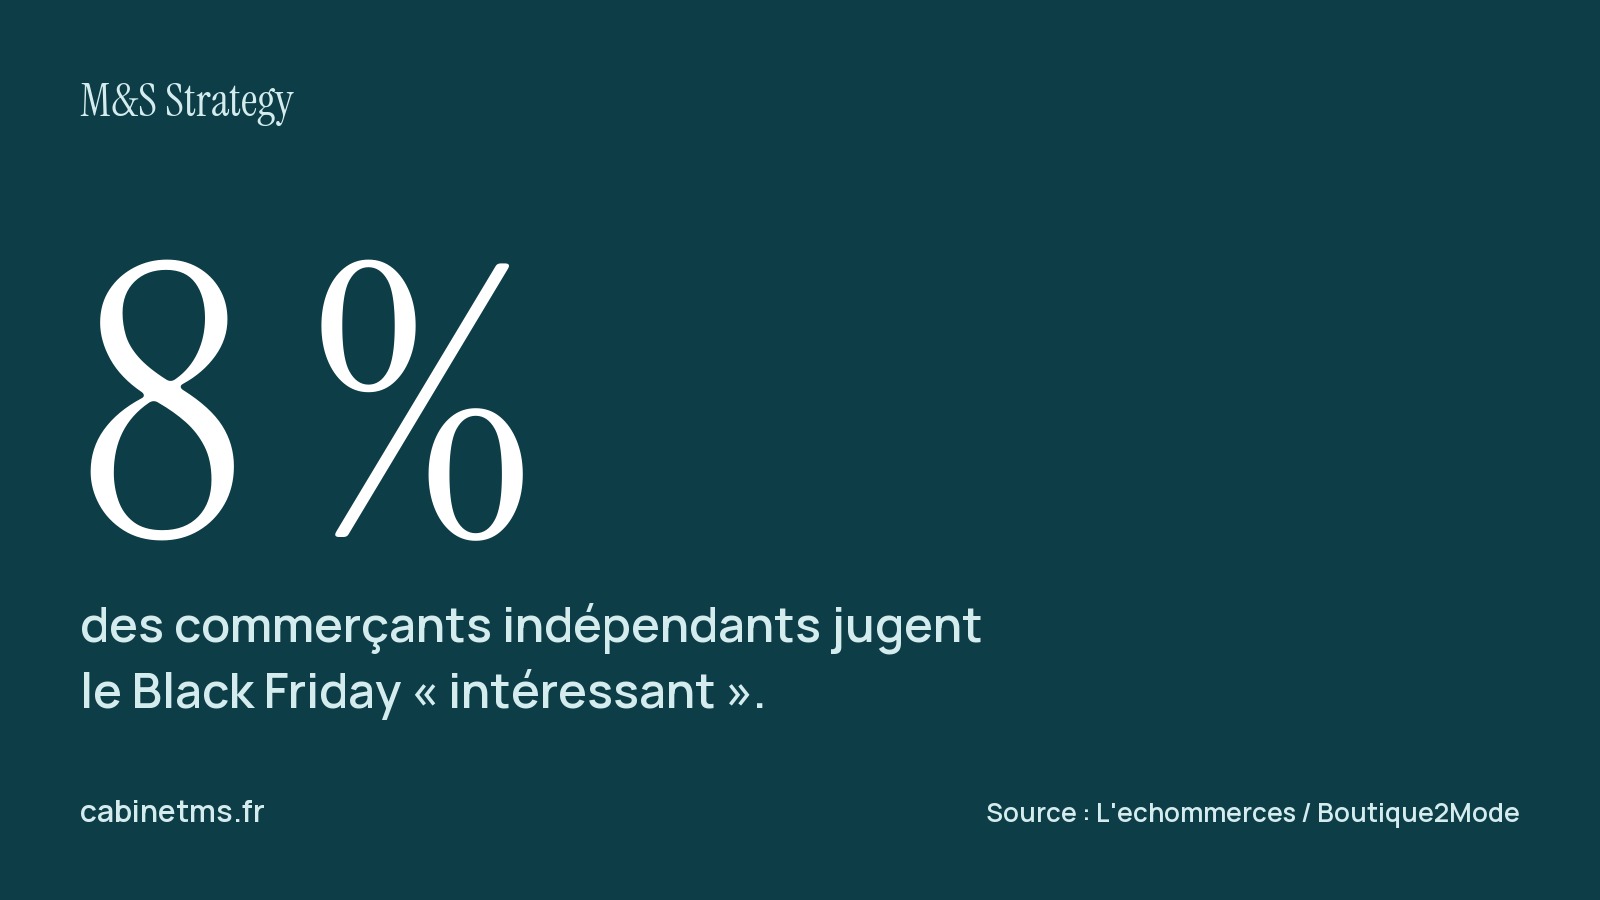 M&S Strategy
8 %
des commerçants indépendants jugent
le Black Friday « intéressant ».
cabinetms.fr
Source : L'echommerces / Boutique2Mode